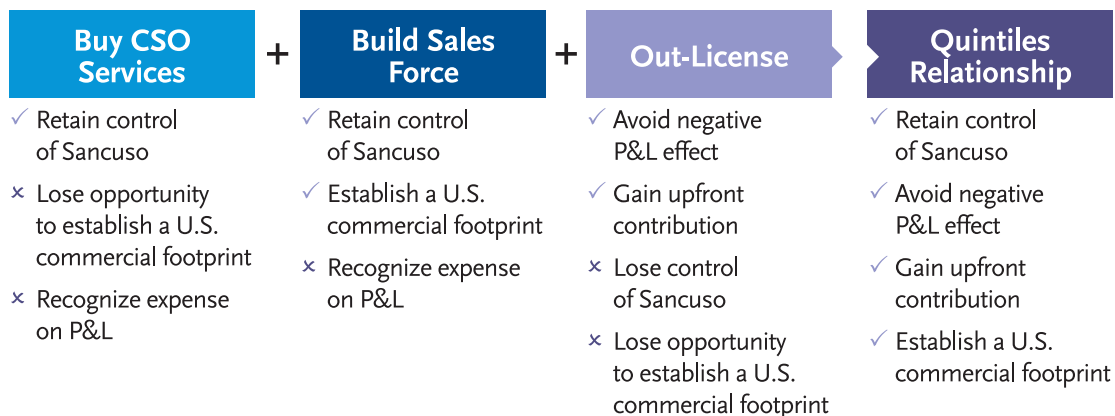 Buy CSO
Services
+
Build Sales
Force
+
Out-License
Quintiles
Relationship
✓ Retain control
of Sancuso
× Lose opportunity
to establish a U.S.
commercial footprint
× Recognize expense
on P&L
✓ Retain control
of Sancuso
✓ Establish a U.S.
commercial footprint
× Recognize expense
on P&L
✓ Avoid negative
P&L effect
✓ Gain upfront
contribution
× Lose control
of Sancuso
× Lose opportunity
to establish a U.S.
commercial footprint
✓ Retain control
of Sancuso
✓ Avoid negative
P&L effect
✓ Gain upfront
contribution
✓ Establish a U.S.
commercial footprint